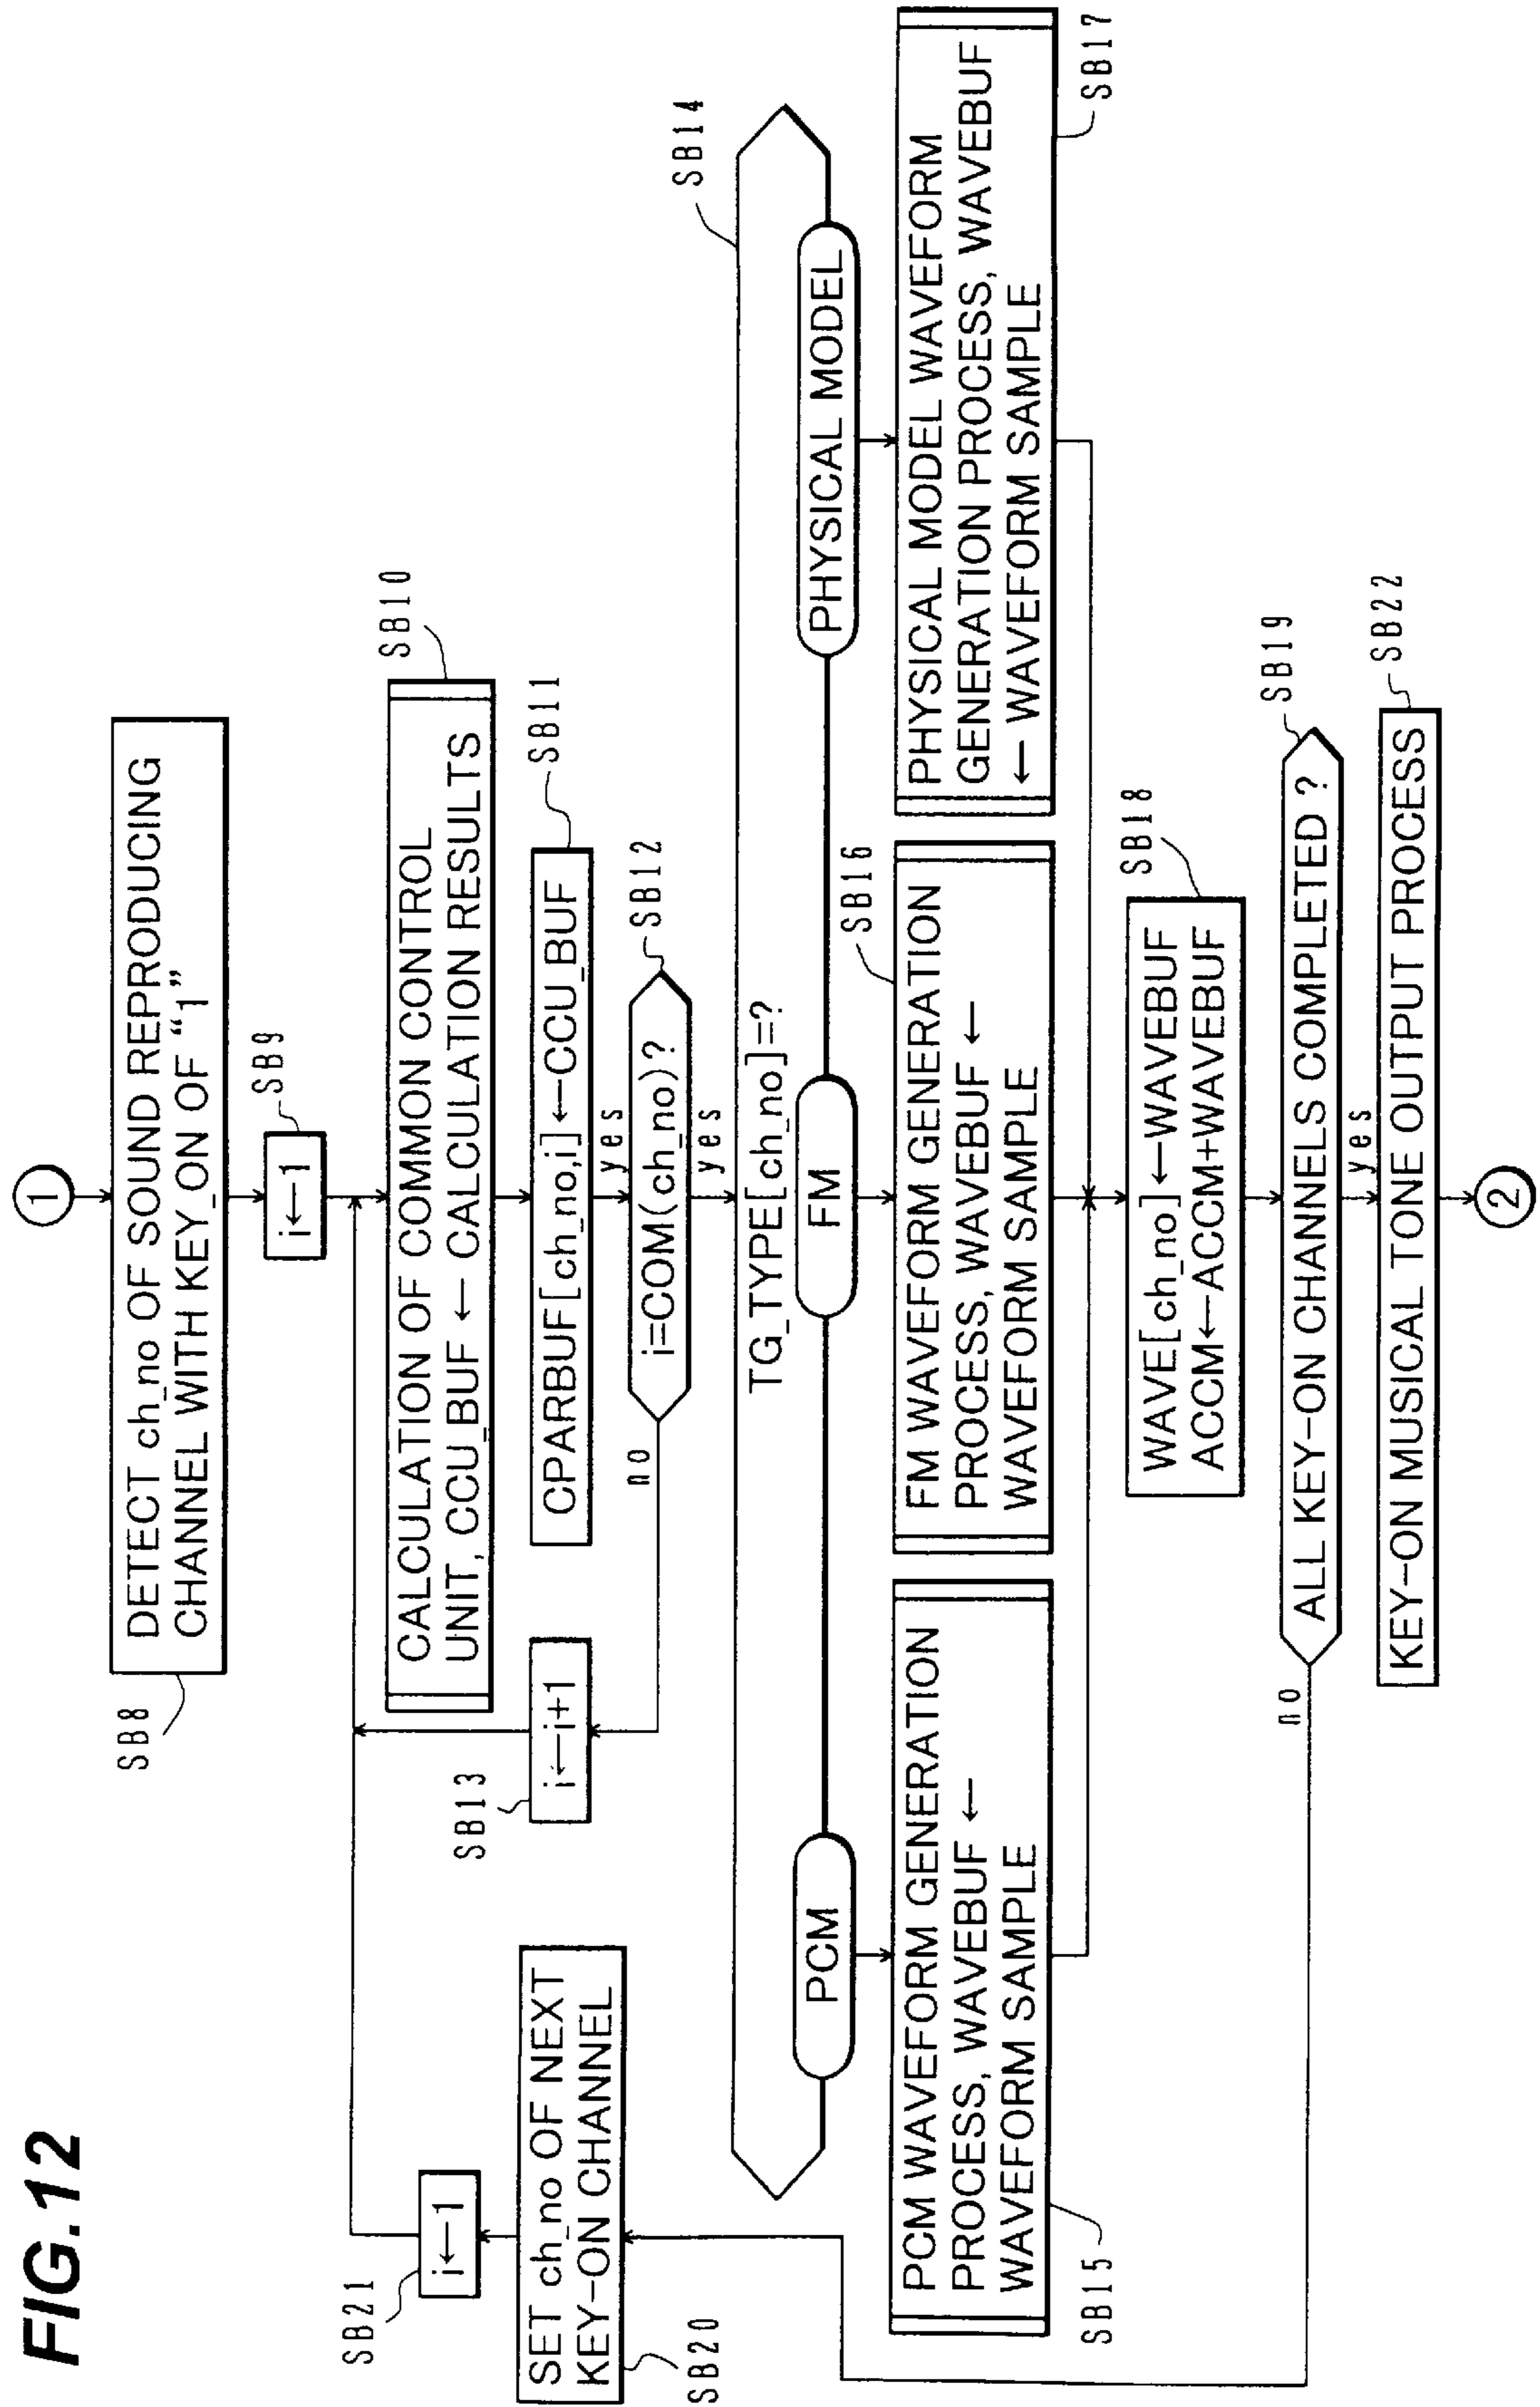 FIG.12
1
DETECT ch_no OF SOUND REPRODUCING
CHANNEL WITH KEY_ON OF “1”
SB8
i←1
SB9
CALCULATION OF COMMON CONTROL
UNIT, CCU_BUF ← CALCULATION RESULTS
SB10
CPARBUF[ch_no,i]←CCU_BUF
SB11
yes
i=COM(ch_no)?
SB12
no
yes
i←i+1
SB13
SB14
TG_TYPE[ch_no]=?
PCM
FM
PHYSICAL MODEL
PCM WAVEFORM GENERATION
PROCESS, WAVEBUF ←
WAVEFORM SAMPLE
SB15
FM WAVEFORM GENERATION
PROCESS, WAVEBUF ←
WAVEFORM SAMPLE
SB16
PHYSICAL MODEL WAVEFORM
GENERATION PROCESS, WAVEBUF
← WAVEFORM SAMPLE
SB17
WAVE[ch_no]←WAVEBUF
ACCM←ACCM+WAVEBUF
SB18
ALL KEY-ON CHANNELS COMPLETED ?
SB19
no
yes
SET ch_no OF NEXT
KEY-ON CHANNEL
SB20
i←1
SB21
KEY-ON MUSICAL TONE OUTPUT PROCESS
SB22
2